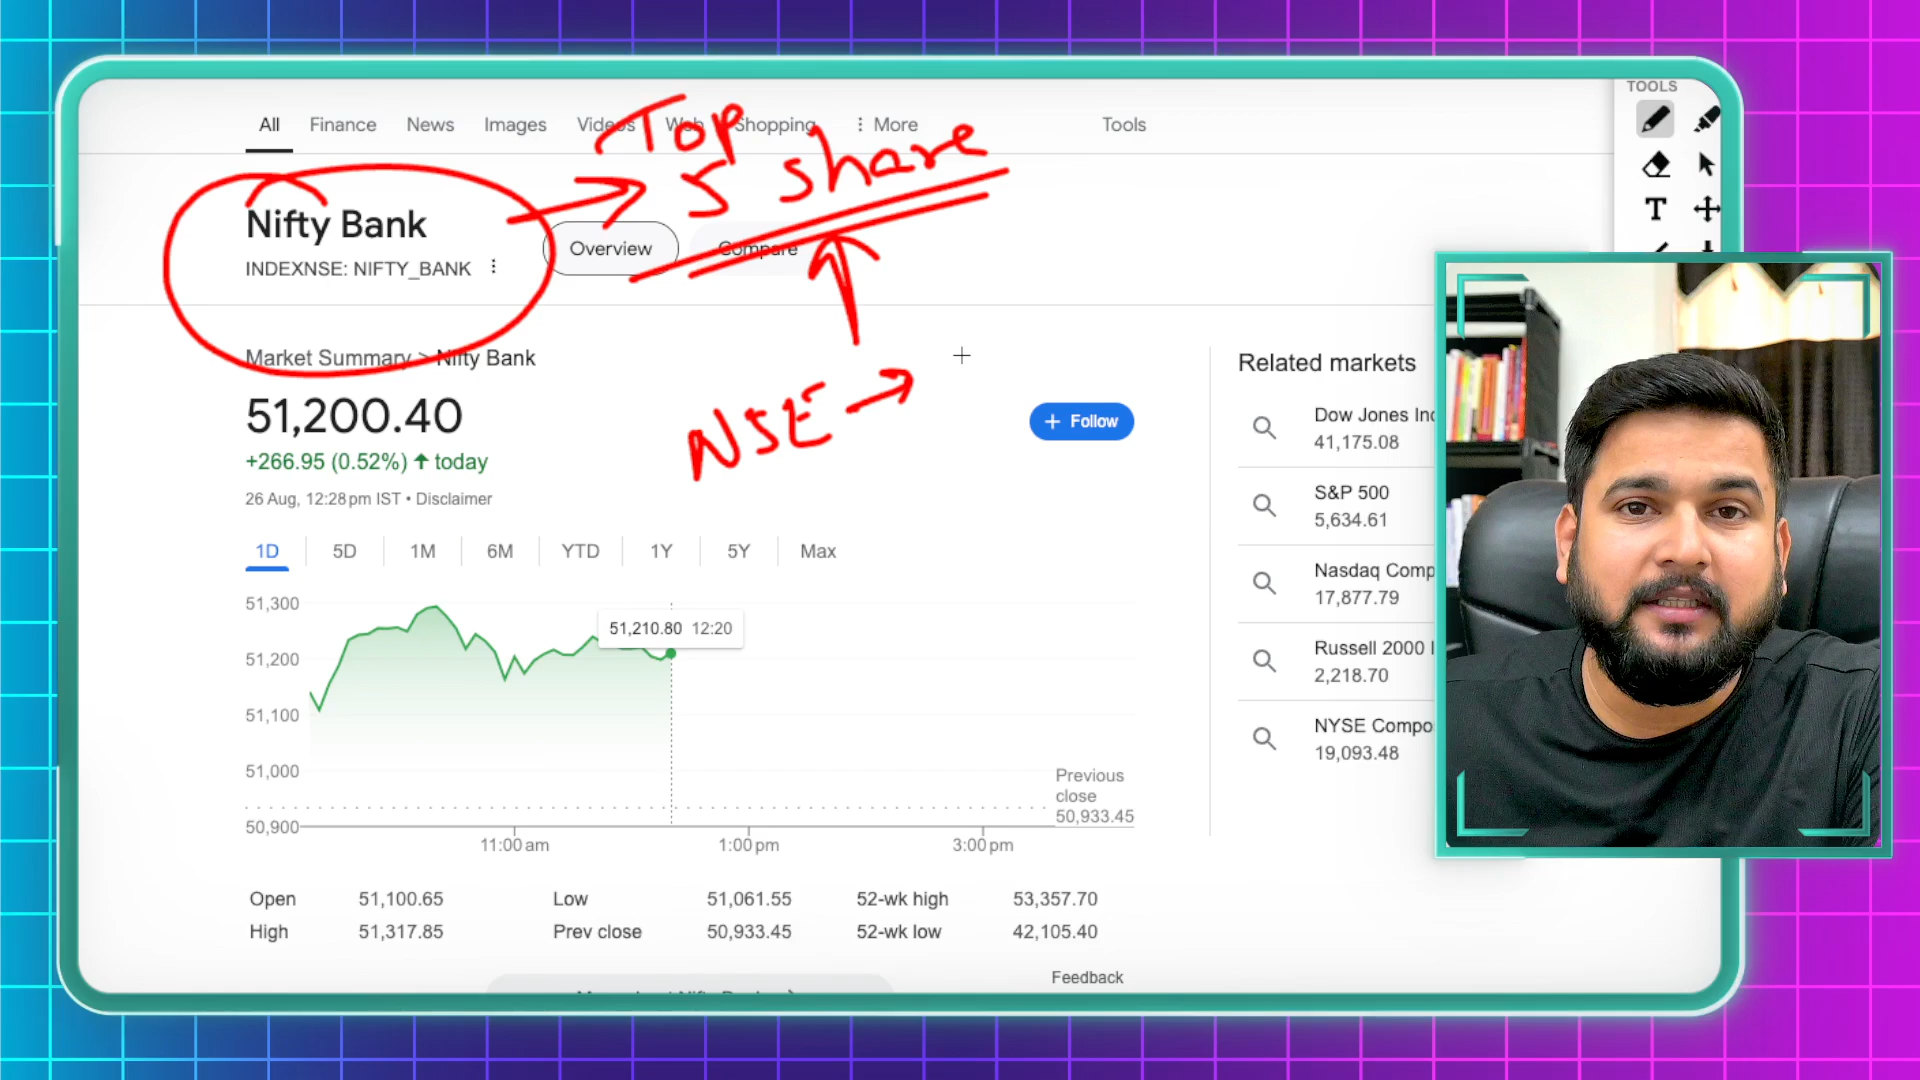 TOOLS
All Finance News Images Videos Web Shopping More Tools
Top
5 share
Nifty Bank
INDEXNSE: NIFTY_BANK
Overview Compare
Market Summary > Nifty Bank
51,200.40
+266.95 (0.52%) ↑ today
26 Aug, 12:28 pm IST • Disclaimer
NSE →
+ Follow
1D 5D 1M 6M YTD 1Y 5Y Max
51,300
51,200
51,100
51,000
50,900
51,210.80 12:20
Previous
close
50,933.45
11:00 am 1:00 pm 3:00 pm
Open 51,100.65 Low 51,061.55 52-wk high 53,357.70
High 51,317.85 Prev close 50,933.45 52-wk low 42,105.40
Feedback
Related markets
Dow Jones Inc
41,175.08
S&P 500
5,634.61
Nasdaq Comp
17,877.79
Russell 2000 I
2,218.70
NYSE Compo
19,093.48
T